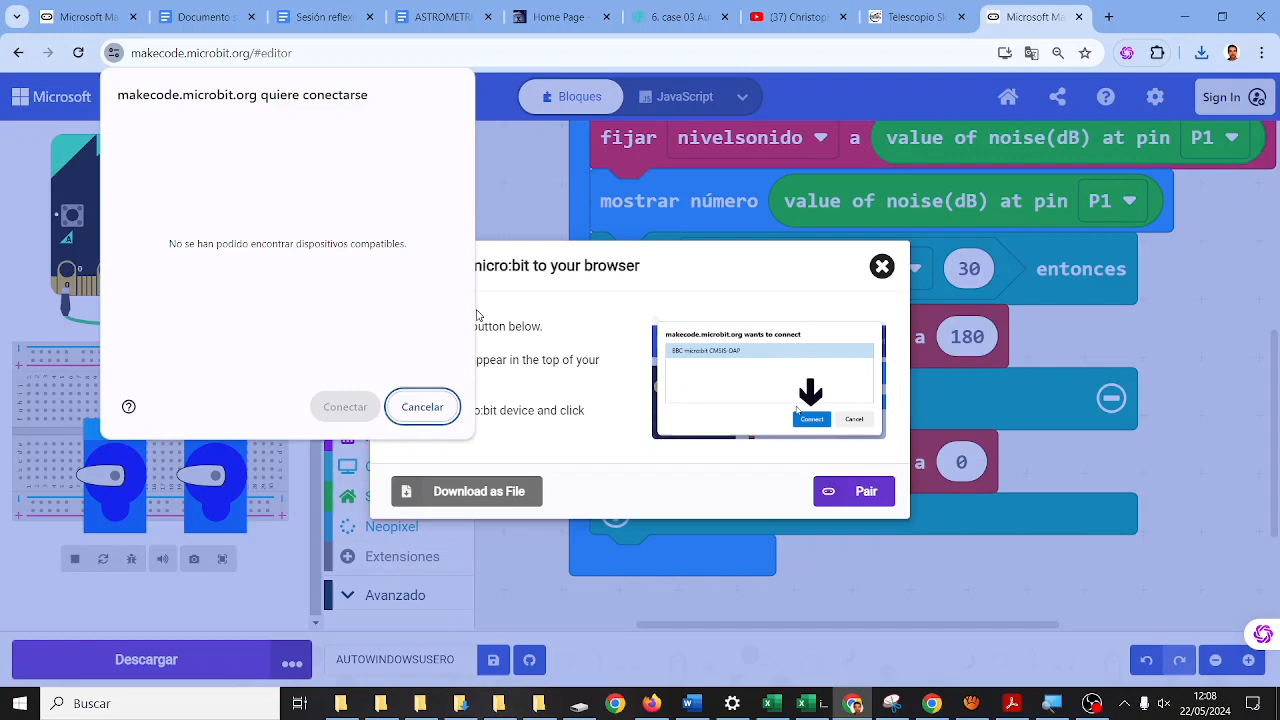 Microsoft Ma
Documento
Sesión reflex
ASTROMETR
Home Page -
6. case 03 Au
(17) Connectp
Telescopio Sk
Microsoft Ma
makecode.microbit.org/#editor
Microsoft
Bloques
JavaScript
Sign In
makecode.microbit.org quiere conectarse
No se han podido encontrar dispositivos compatibles.
Conectar
Cancelar
fijar nivelsonido a value of noise(dB) at pin P1
mostrar número value of noise(dB) at pin P1
30 entonces
a 180
a 0
micro:bit to your browser
button below.
ppear in the top of your
o:bit device and click
makecode.microbit.org wants to connect
BBC micro:bit CMSIS-DAP
Connect
Cancel
Download as File
Pair
Neopixel
Extensiones
Avanzado
Descargar
AUTOWINDOWSUSERO
Buscar
12:08
22/05/2024